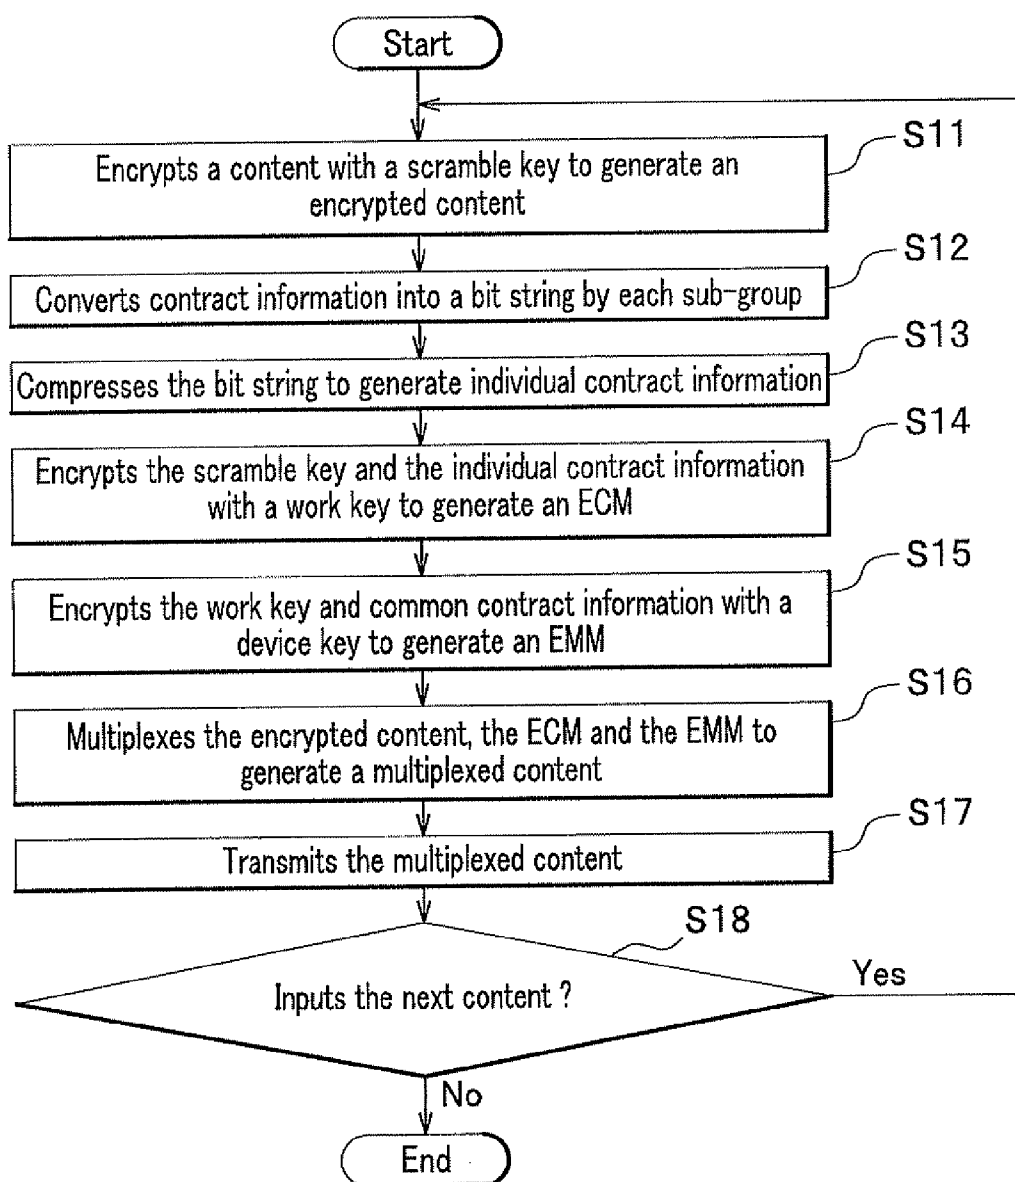 Start
S11
Encrypts a content with a scramble key to generate an
encrypted content
S12
Converts contract information into a bit string by each sub-group
S13
Compresses the bit string to generate individual contract information
S14
Encrypts the scramble key and the individual contract information
with a work key to generate an ECM
S15
Encrypts the work key and common contract information with a
device key to generate an EMM
S16
Multiplexes the encrypted content, the ECM and the EMM to
generate a multiplexed content
S17
Transmits the multiplexed content
S18
Inputs the next content ?
Yes
No
End